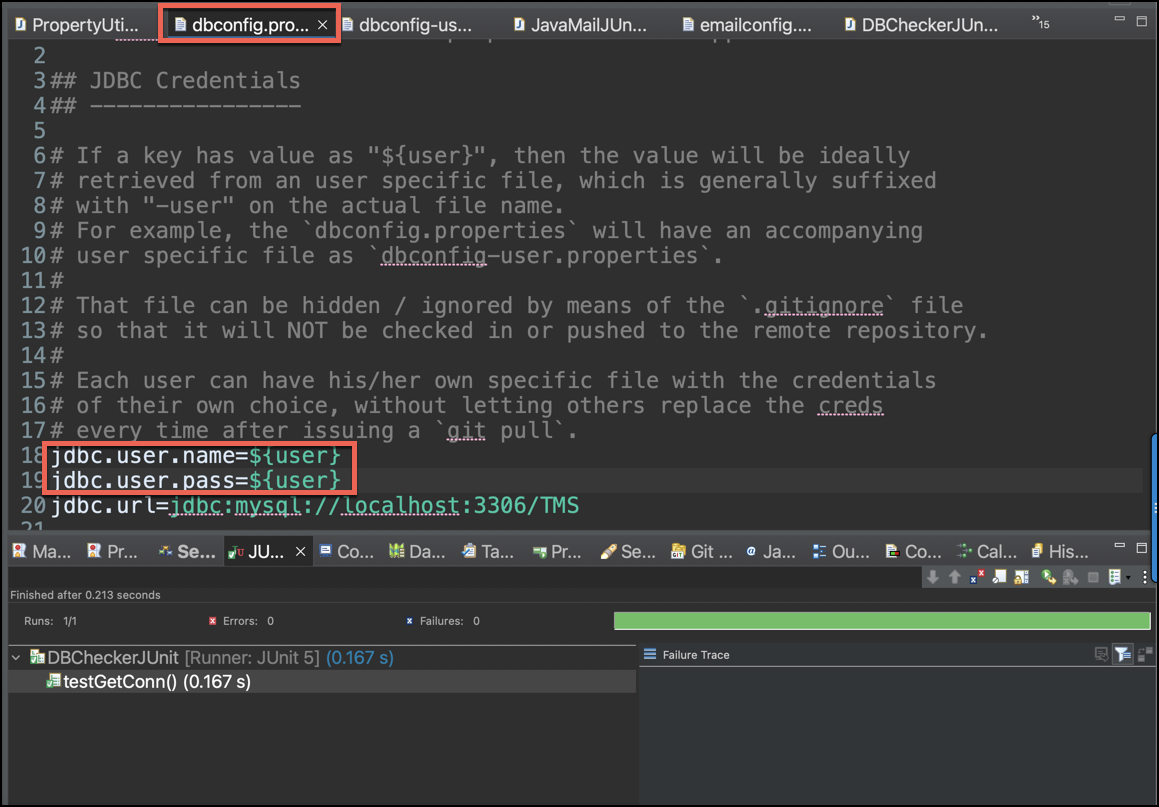 PropertyUti... dbconfig.pro... dbconfig-us... JavaMailJUn... emailconfig.... DBCheckerJUn... »15
2
3## JDBC Credentials
4## ----------------
5
6# If a key has value as "${user}", then the value will be ideally
7# retrieved from an user specific file, which is generally suffixed
8# with "-user" on the actual file name.
9# For example, the `dbconfig.properties` will have an accompanying
10# user specific file as `dbconfig-user.properties`.
11#
12# That file can be hidden / ignored by means of the `.gitignore` file
13# so that it will NOT be checked in or pushed to the remote repository.
14#
15# Each user can have his/her own specific file with the credentials
16# of their own choice, without letting others replace the creds
17# every time after issuing a `git pull`.
18 jdbc.user.name=${user}
19 jdbc.user.pass=${user}
20 jdbc.url=jdbc:mysql://localhost:3306/TMS
21
Ma... Pr... Se... JU... Co... Da... Ta... Pr... Se... Git ... Ja... Ou... Co... Cal... His...
Finished after 0.213 seconds
Runs: 1/1 Errors: 0 Failures: 0
DBCheckerJUnit [Runner: JUnit 5] (0.167 s)
Failure Trace
testGetConn() (0.167 s)